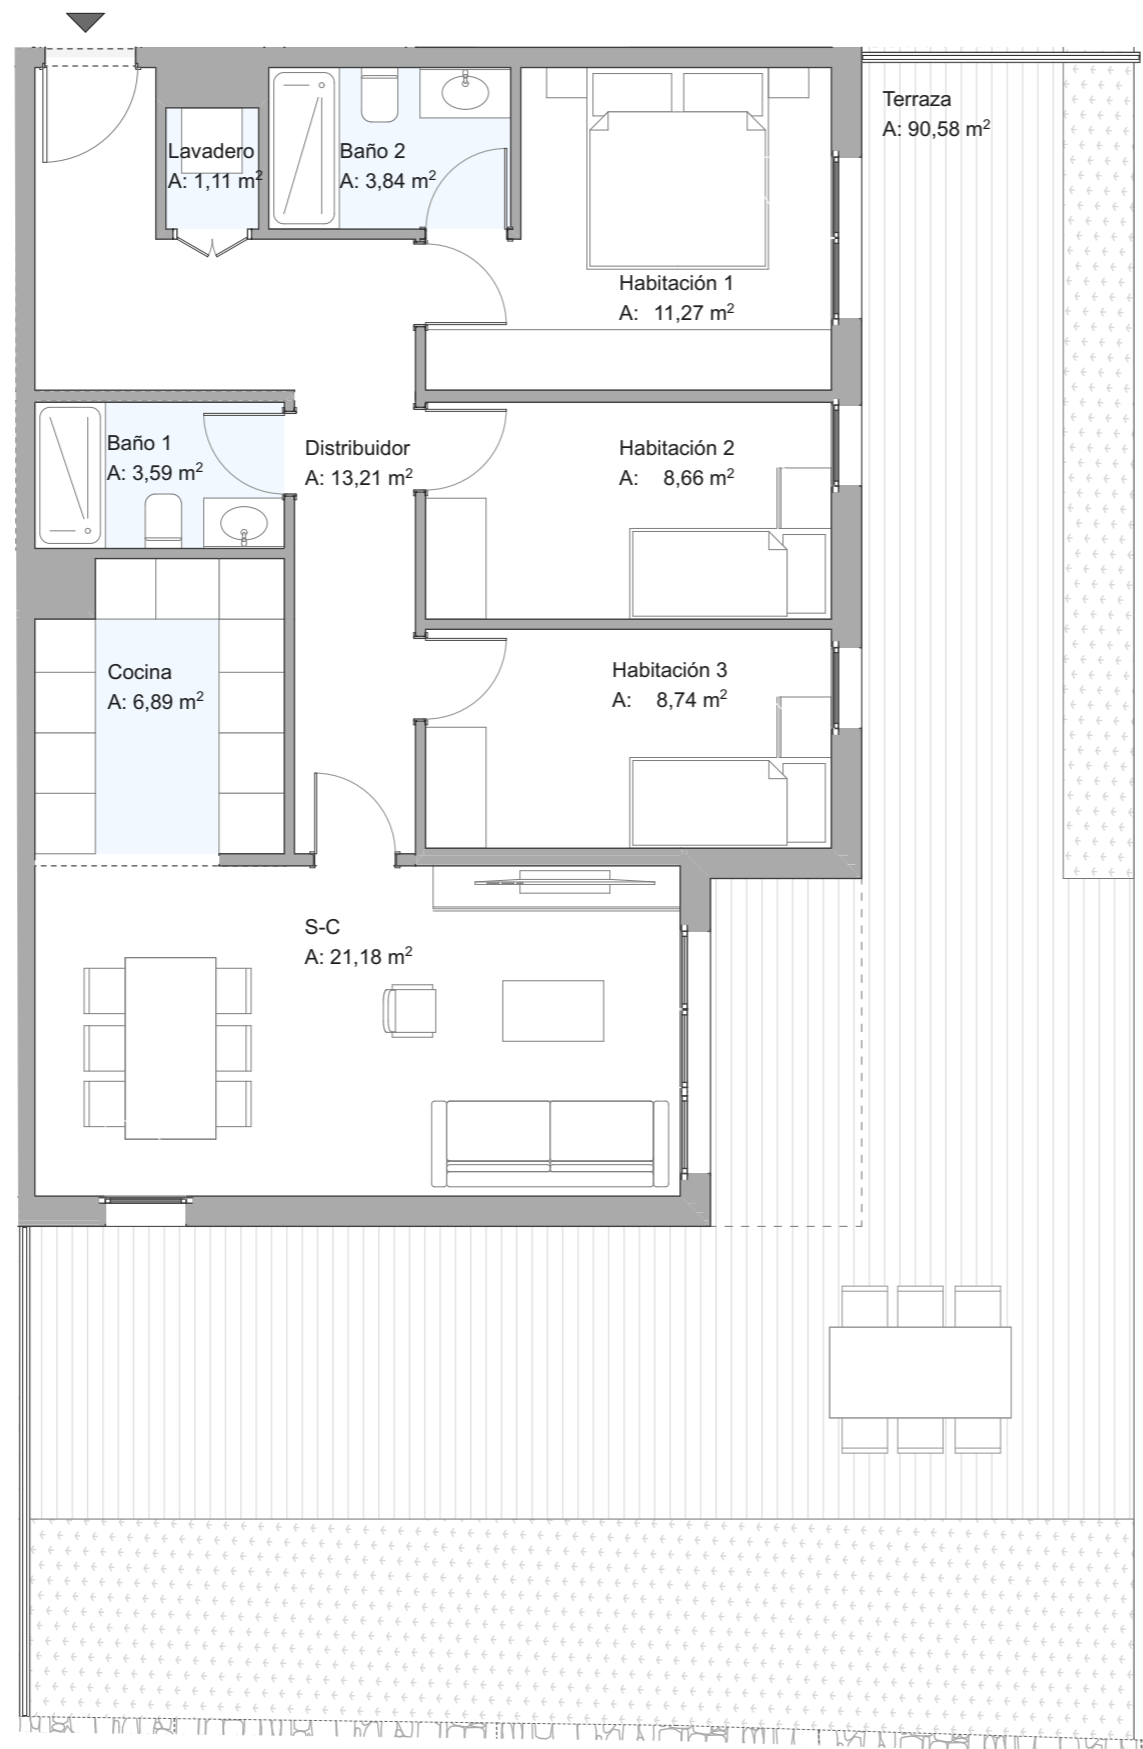 Terraza
A: 90,58 m²
Lavadero
A: 1,11 m²
Baño 2
A: 3,84 m²
Habitación 1
A: 11,27 m²
Baño 1
A: 3,59 m²
Distribuidor
A: 13,21 m²
Habitación 2
A: 8,66 m²
Cocina
A: 6,89 m²
Habitación 3
A: 8,74 m²
S-C
A: 21,18 m²